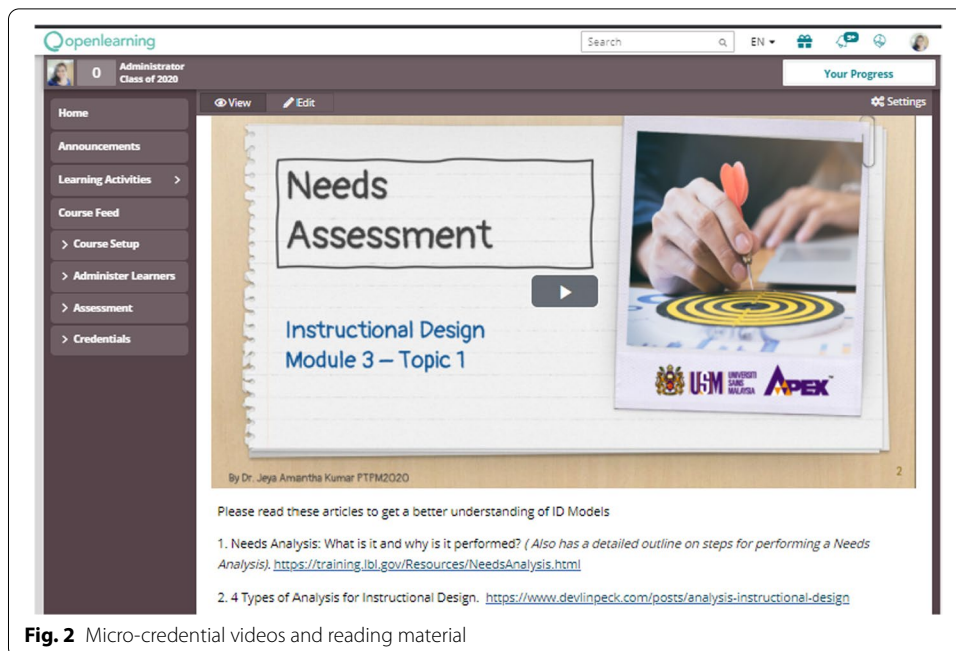 openlearning
Search
EN
9+
0
Administrator
Class of 2020
Your Progress
View
Edit
Settings
Home
Announcements
Learning Activities >
Course Feed
> Course Setup
> Administer Learners
> Assessment
> Credentials
Needs
Assessment
Instructional Design
Module 3 – Topic 1
USM UNIVERSITI
SAINS
MALAYSIA
APEX™
By Dr. Jeya Amantha Kumar PTPM2020
2
Please read these articles to get a better understanding of ID Models
1. Needs Analysis: What is it and why is it performed? ( Also has a detailed outline on steps for performing a Needs
Analysis). https://training.lbl.gov/Resources/NeedsAnalysis.html
2. 4 Types of Analysis for Instructional Design. https://www.devlinpeck.com/posts/analysis-instructional-design
Fig. 2 Micro-credential videos and reading material